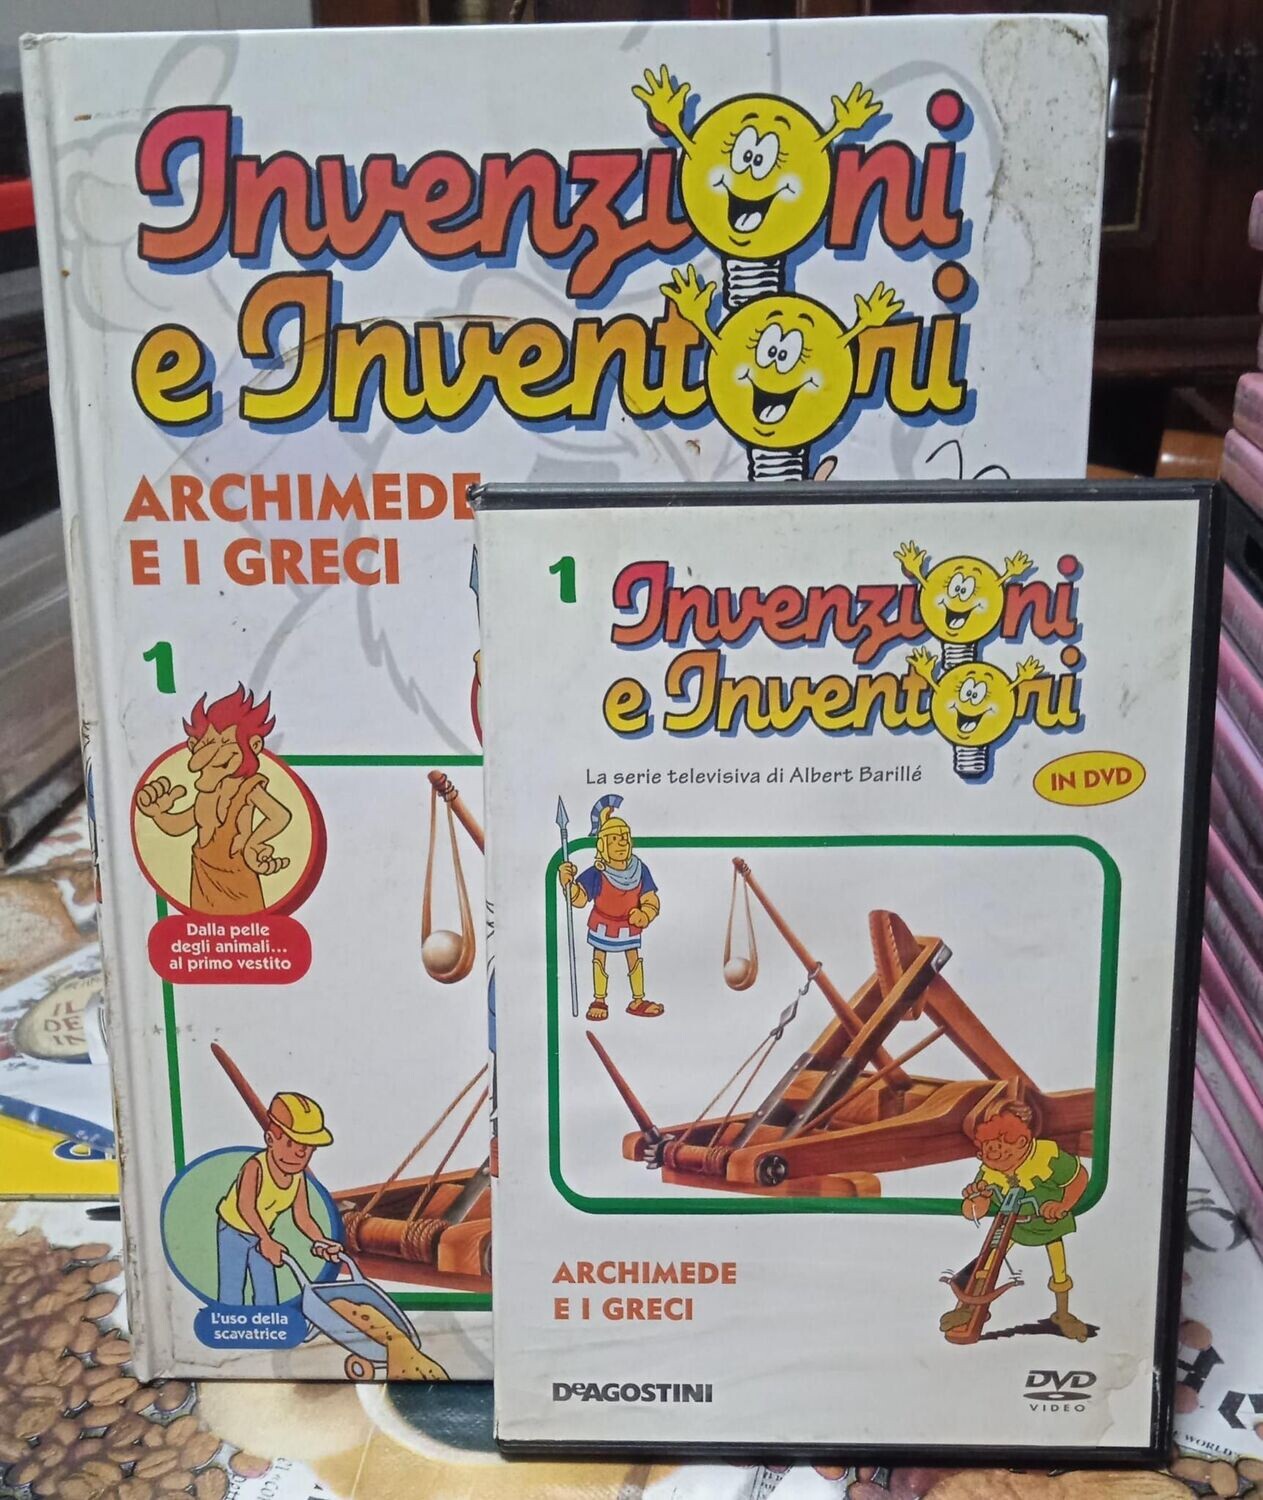 Invenzioni
e Inventori
ARCHIMEDE
E I GRECI
1
Dalla pelle
degli animali...
al primo vestito
L'uso della
scavatrice
1
Invenzioni
e Inventori
La serie televisiva di Albert Barillé
IN DVD
ARCHIMEDE
E I GRECI
DeAGOSTINI
DVD
VIDEO